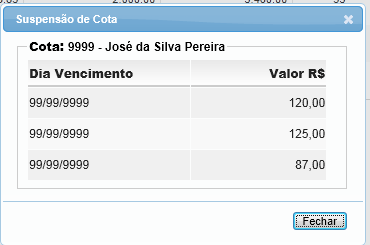 Suspensão de Cota
Cota: 9999 - José da Silva Pereira
Dia Vencimento Valor R$
99/99/9999 120,00
99/99/9999 125,00
99/99/9999 87,00
Fechar